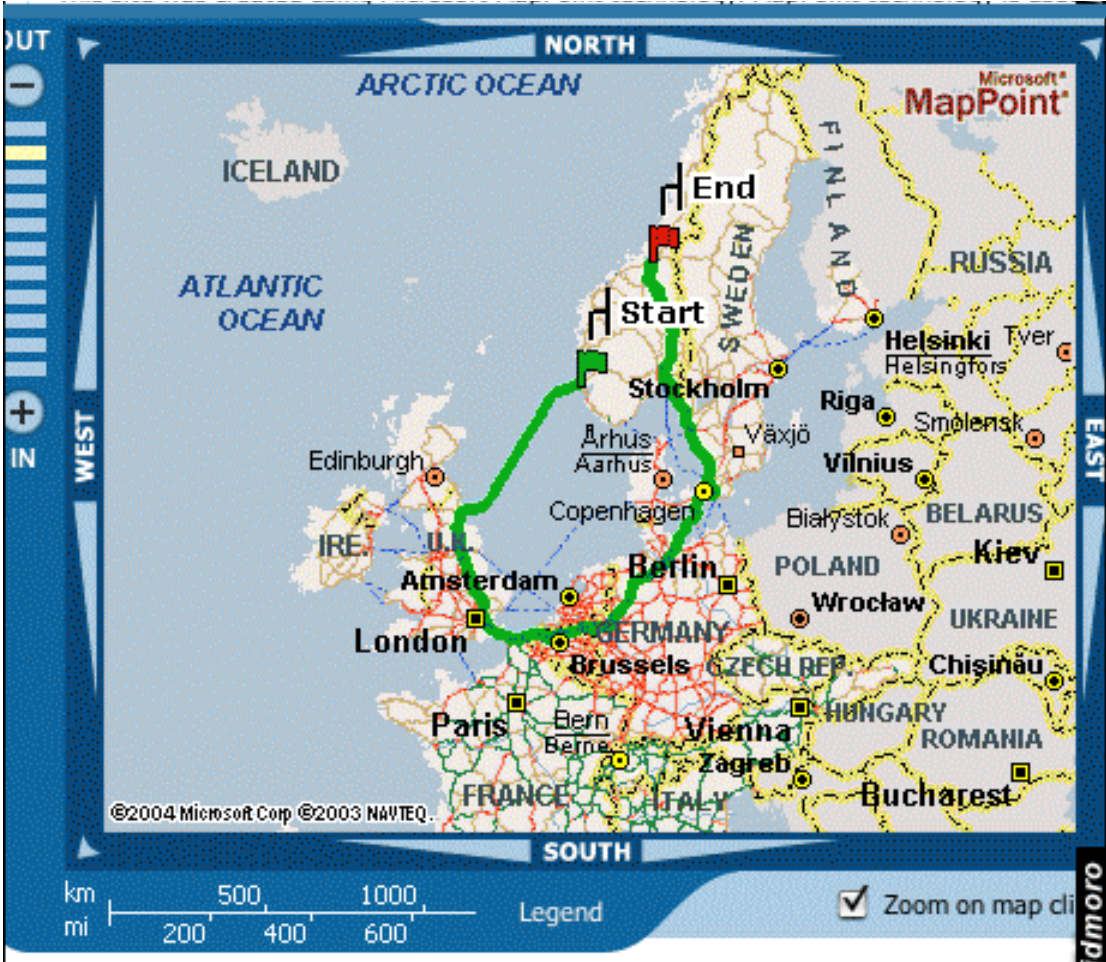 OUT
NORTH
ARCTIC OCEAN
Microsoft®
MapPoint®
FINLAND
ICELAND
End
RUSSIA
SWEDEN
ATLANTIC
OCEAN
Start
Helsinki
Helsingfors
Tver
Stockholm
Riga
Smolensk
WEST
EAST
Århus
Aarhus
Växjö
IN
Edinburgh
Vilnius
Copenhagen
Białystok
BELARUS
IRE.
U.K.
Kiev
Amsterdam
Berlin
POLAND
Wrocław
UKRAINE
London
GERMANY
Brussels
CZECH REP.
Chişinău
Paris
Bern
Berne
Vienna
HUNGARY
ROMANIA
Zagreb
FRANCE
ITALY
Bucharest
©2004 Microsoft Corp ©2003 NAVTEQ.
SOUTH
km 500 1000
mi 200 400 600
Legend
Zoom on map cli
idmoro